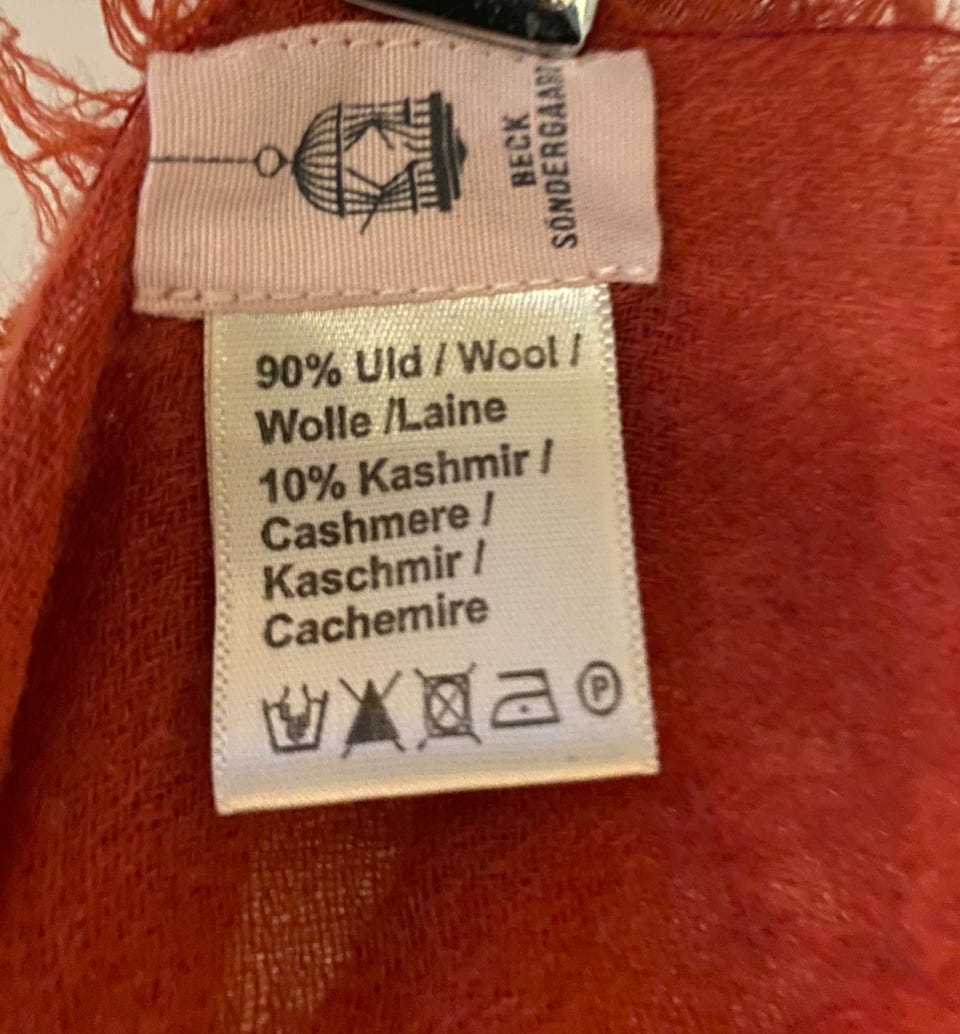 BECK
SÖNDERGAARD
90% Uld / Wool /
Wolle /Laine
10% Kashmir /
Cashmere /
Kaschmir /
Cachemire
P